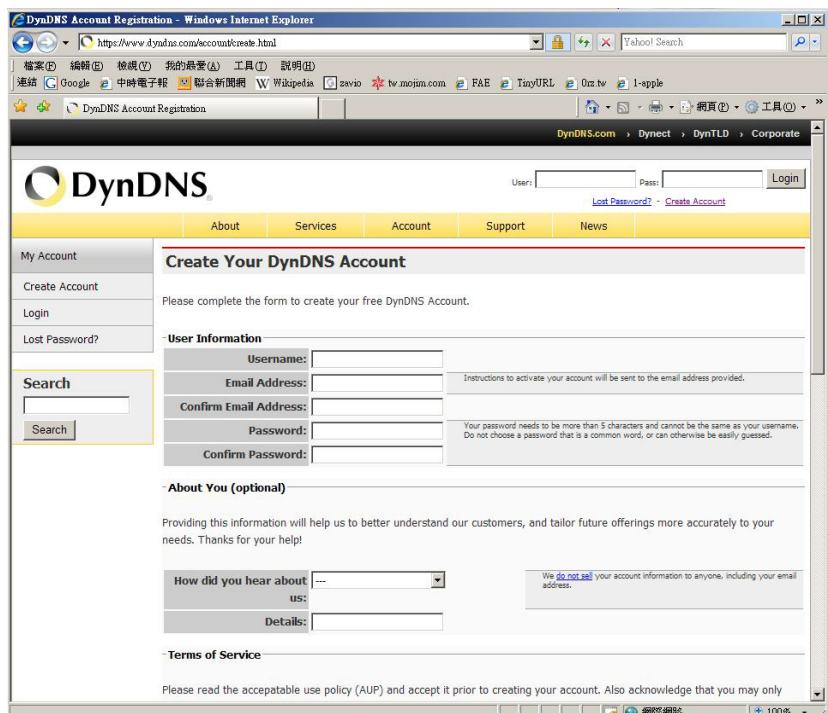 DynDNS Account Registration - Windows Internet Explorer
https://www.dyndns.com/account/create.html
Yahoo! Search
檔案(F) 編輯(E) 檢視(V) 我的最愛(A) 工具(T) 說明(H)
連結 Google 中時電子報 聯合新聞網 Wikipedia zavio tw.mojim.com FAE TinyURL 0rz.tw 1-apple
DynDNS Account Registration
網頁(P) 工具(O) »
DynDNS.com › Dynect › DynTLD › Corporate
DynDNS
User: Pass: Login
Lost Password? - Create Account
About Services Account Support News
My Account
Create Account
Login
Lost Password?
Search
Search
Create Your DynDNS Account
Please complete the form to create your free DynDNS Account.
User Information
Username:
Email Address:
Instructions to activate your account will be sent to the email address provided.
Confirm Email Address:
Password:
Your password needs to be more than 5 characters and cannot be the same as your username.
Do not choose a password that is a common word, or can otherwise be easily guessed.
Confirm Password:
About You (optional)
Providing this information will help us to better understand our customers, and tailor future offerings more accurately to your
needs. Thanks for your help!
How did you hear about
us:
---
We do not sell your account information to anyone, including your email
address.
Details:
Terms of Service
Please read the accepatable use policy (AUP) and accept it prior to creating your account. Also acknowledge that you may only
網際網路
100%